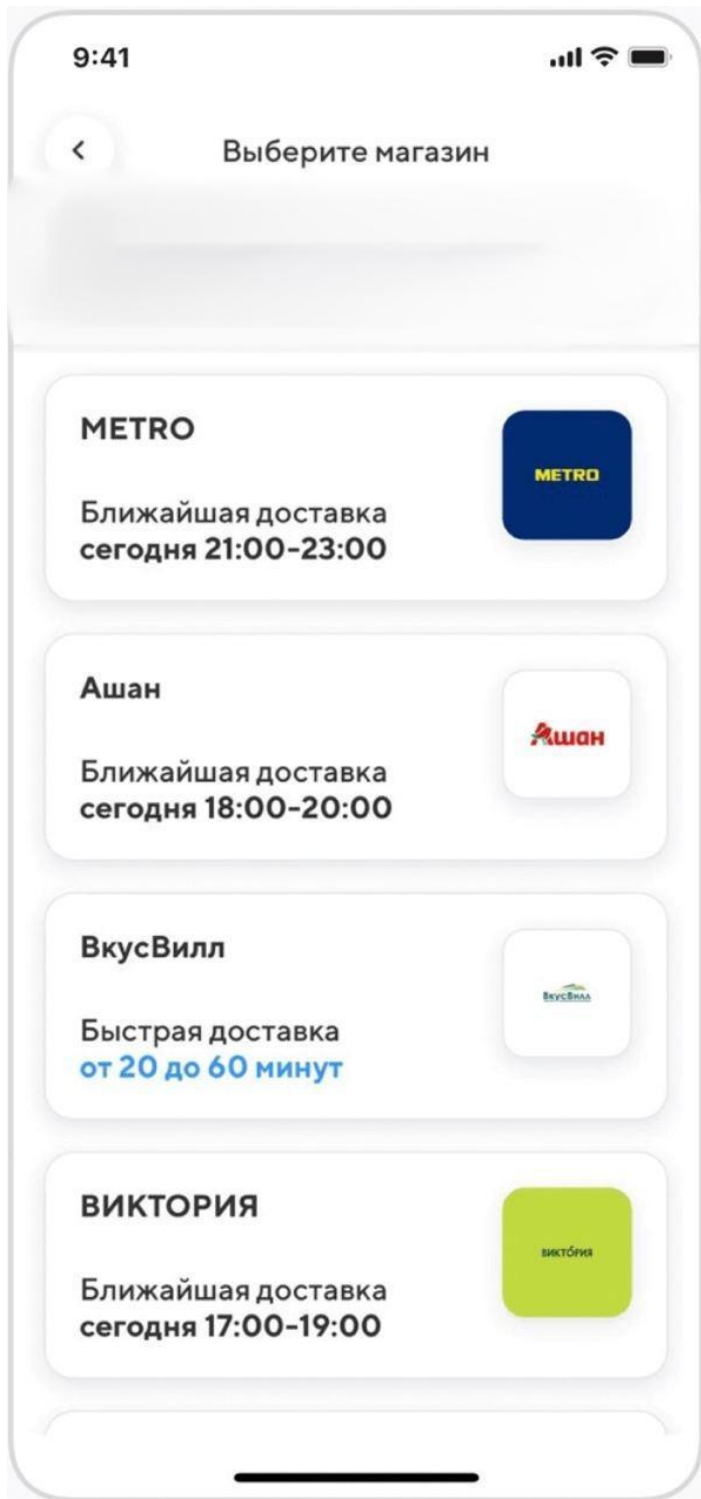 9:41
Выберите магазин
METRO
METRO
Ближайшая доставка
сегодня 21:00-23:00
Ашан
Ашан
Ближайшая доставка
сегодня 18:00-20:00
ВкусВилл
ВкусВилл
Быстрая доставка
от 20 до 60 минут
ВИКТОРИЯ
ВИКТОРИЯ
Ближайшая доставка
сегодня 17:00-19:00